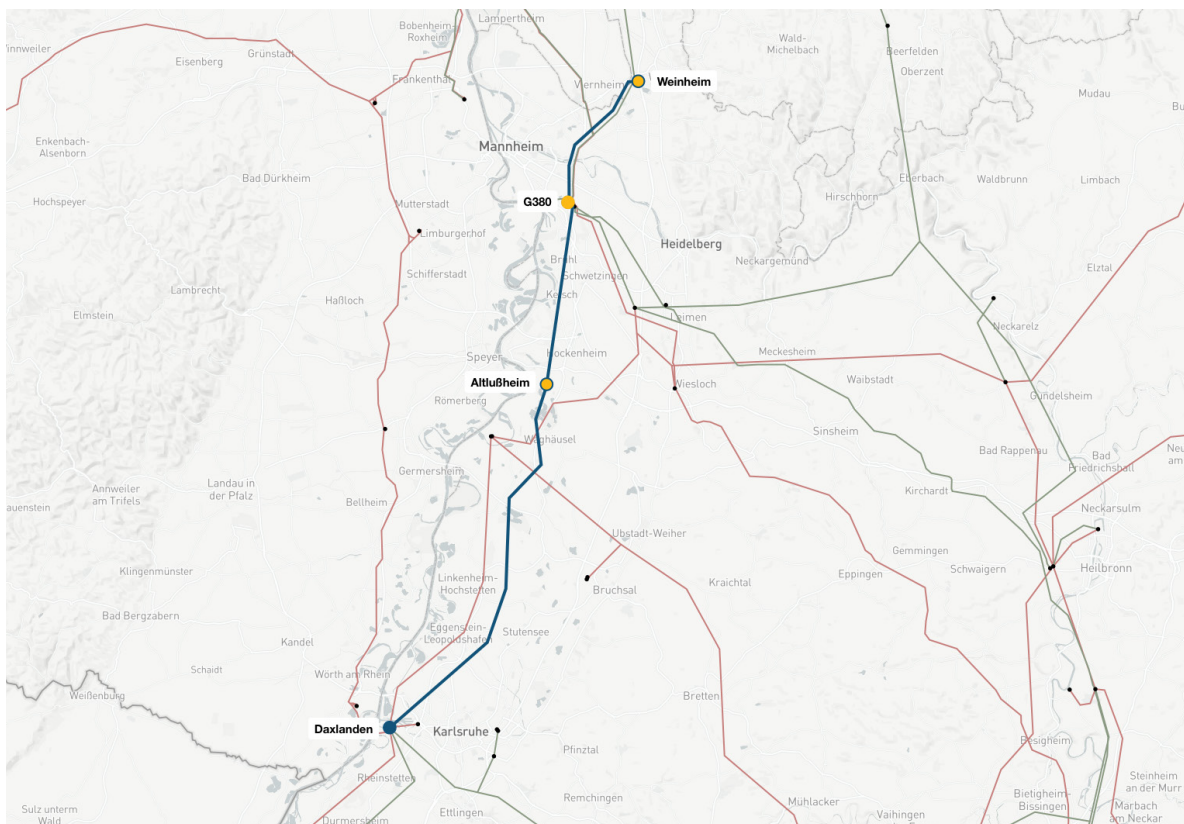 Lampertheim
Bobenheim-
Roxheim
Wald-
Michelbach
Beerfelden
Oberzent
Winnweiler
Grünstadt
Eisenberg
Frankenthal
Viernheim
Weinheim
Mudau
Enkenbach-
Alsenborn
Mannheim
Bad Dürkheim
Eberbach
Waldbrunn
Limbach
Hochspeyer
Mutterstadt
G380
Hirschhorn
Limburgerhof
Heidelberg
Neckargemünd
Brühl
Schifferstadt
Schwetzingen
Elztal
Lambrecht
Haßloch
Ketsch
Elmstein
Leimen
Neckarelz
Speyer
Hockenheim
Meckesheim
Altlußheim
Wiesloch
Waibstadt
Römerberg
Gundelsheim
Sinsheim
Waghäusel
Bad Rappenau
Bad
Friedrichshall
Germersheim
Landau in
der Pfalz
Annweiler
am Trifels
Bellheim
Kirchardt
Neckarsulm
Ubstadt-Weiher
Gemmingen
Klingenmünster
Linkenheim-
Hochstetten
Kraichtal
Eppingen
Schwaigern
Heilbronn
Bruchsal
Bad Bergzabern
Eggenstein-
Leopoldshafen
Stutensee
Kandel
Schaidt
Wörth am Rhein
Weißenburg
Bretten
Daxlanden
Karlsruhe
Pfinztal
Besigheim
Rheinstetten
Steinheim
an der Murr
Remchingen
Bietigheim-
Bissingen
Mühlacker
Marbach
am Neckar
Sulz unterm
Wald
Durmersheim
Ettlingen
Vaihingen